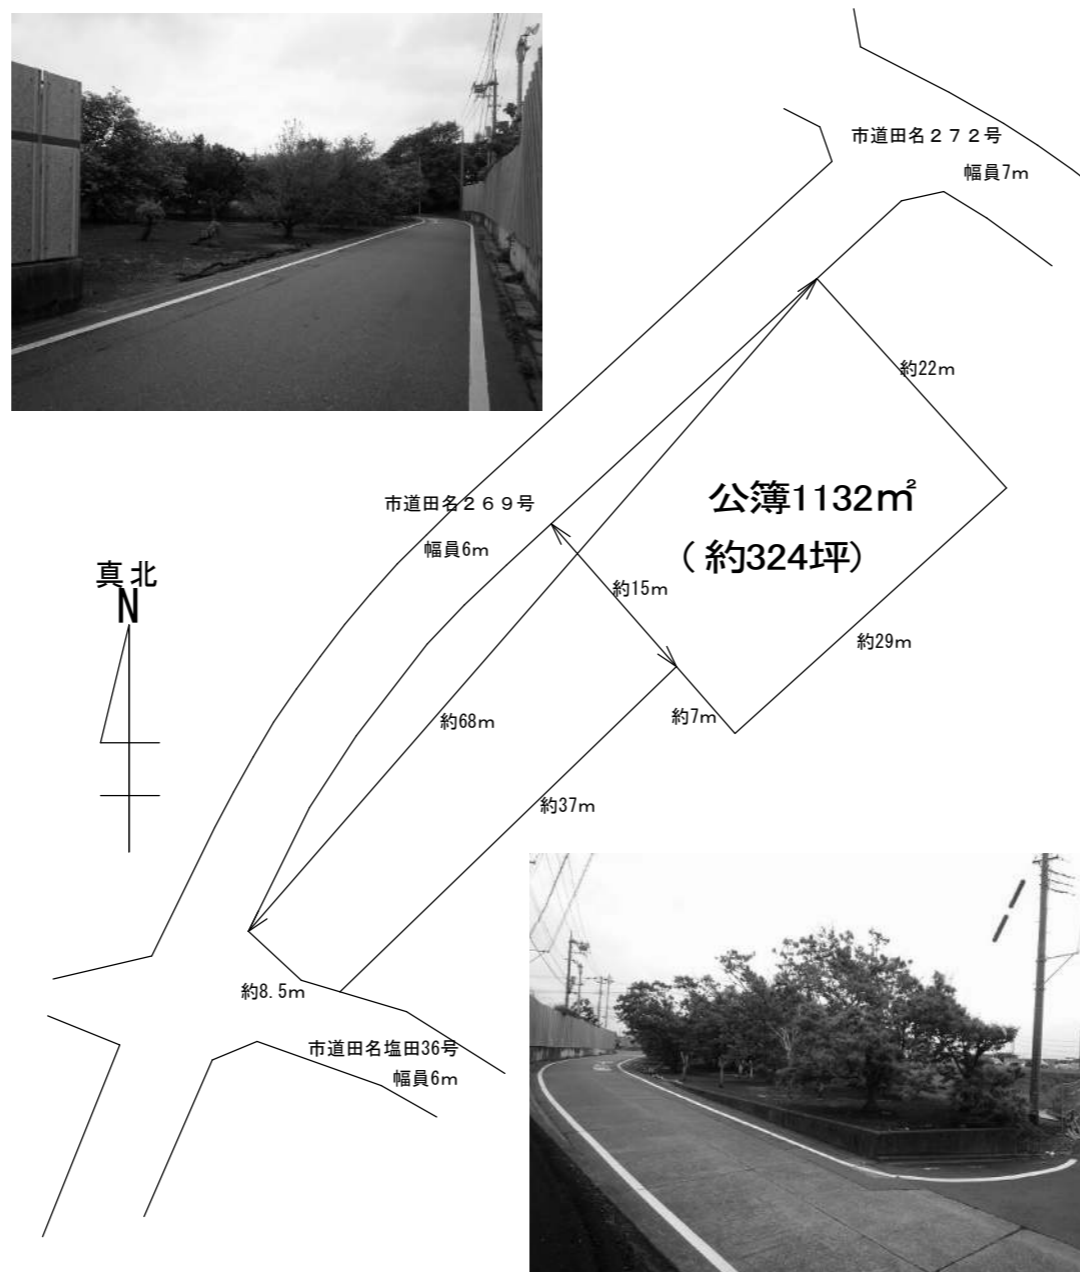 市道田名２７２号
幅員7m
約22m
市道田名２６９号
幅員6m
公簿1132㎡
（約324坪）
真北
N
約15m
約29m
約68m
約7m
約37m
約8.5m
市道田名塩田36号
幅員6m